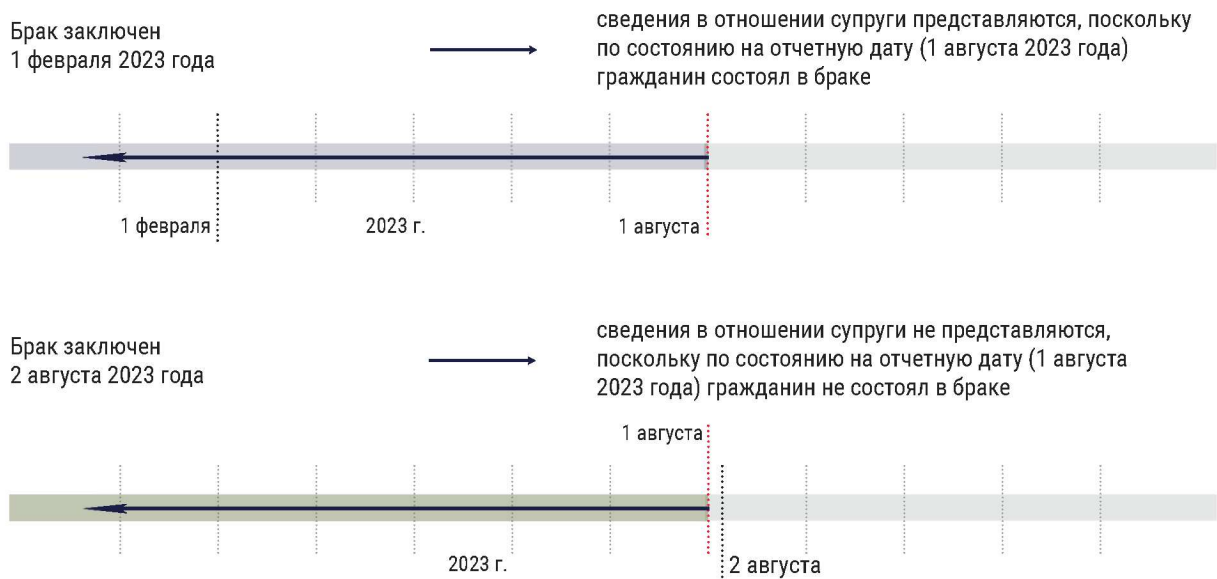 Брак заключен
1 февраля 2023 года
сведения в отношении супруги представляются, поскольку
по состоянию на отчетную дату (1 августа 2023 года)
гражданин состоял в браке
1 февраля
2023 г.
1 августа
Брак заключен
2 августа 2023 года
сведения в отношении супруги не представляются,
поскольку по состоянию на отчетную дату (1 августа
2023 года) гражданин не состоял в браке
1 августа
2023 г.
2 августа